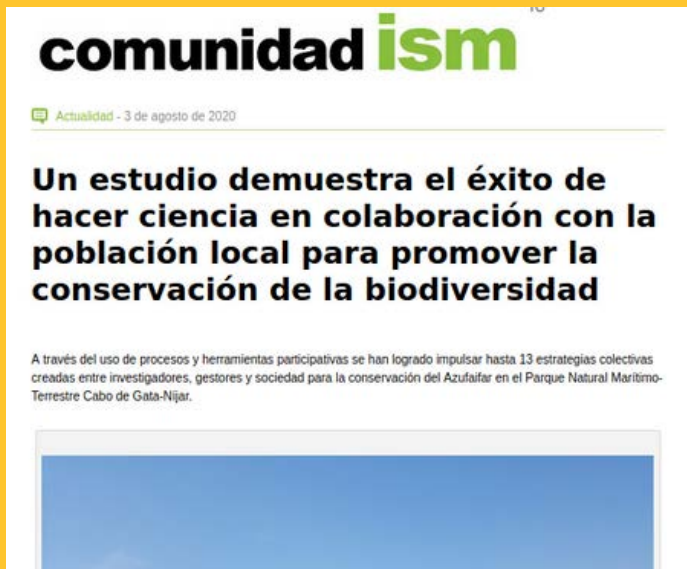 comunidad ism
Actualidad - 3 de agosto de 2020
Un estudio demuestra el éxito de
hacer ciencia en colaboración con la
población local para promover la
conservación de la biodiversidad
A través del uso de procesos y herramientas participativas se han logrado impulsar hasta 13 estrategias colectivas
creadas entre investigadores, gestores y sociedad para la conservación del Azufaifar en el Parque Natural Marítimo-
Terrestre Cabo de Gata-Níjar.